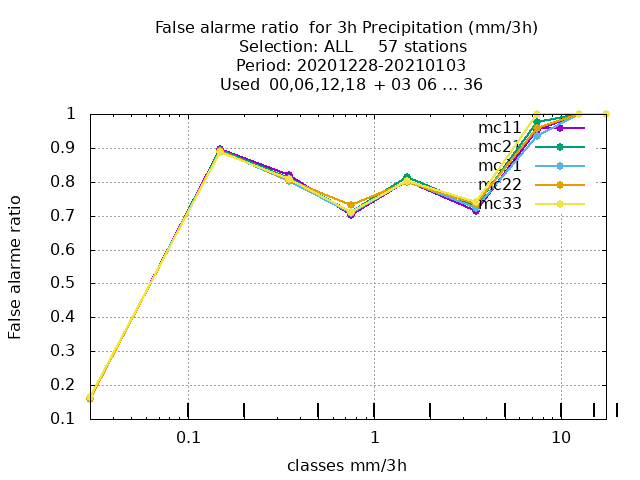 False alarme ratio  for 3h Precipitation (mm/3h)
Selection: ALL     57 stations
Period: 20201228-20210103
Used  00,06,12,18  + 03 06 ... 36
False alarme ratio
1
0.9
0.8
0.7
0.6
0.5
0.4
0.3
0.2
0.1
mc11
mc21
mc22
mc33
0.1
1
10
classes mm/3h